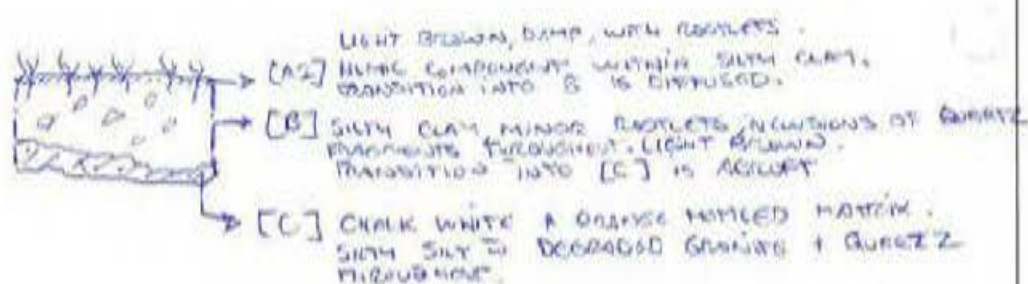 LIGHT BROWN, DAMP, WITH ROOTLETS.
[A2] HUMIC COMPONENT WITHIN SILTY CLAY.
TRANSITION INTO B IS DIFFUSED.
[B] SILTY CLAY, MINOR ROOTLETS, INCLUSIONS OF QUARTZ
FRAGMENTS THROUGHOUT. LIGHT BROWN.
TRANSITION INTO [C] IS ABRUPT
[C] CHALK WHITE & ORANGE MOTTLED MATRIX.
SILTY SILT DEGRADED GRANITE + QUARTZ
THROUGHOUT.